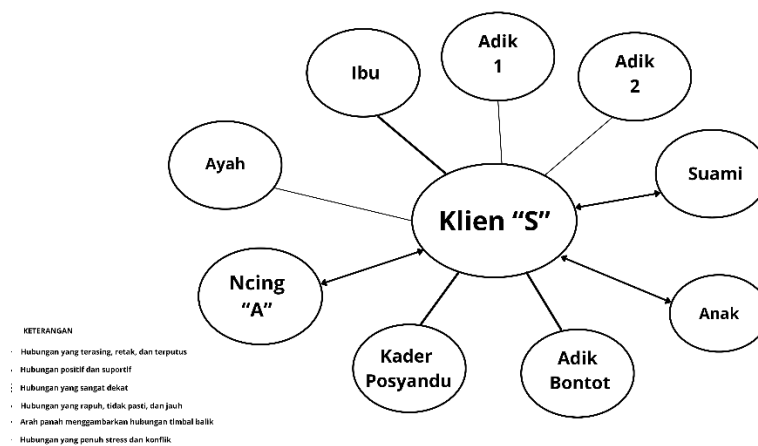 Adik
1
Adik
2
Ibu
Ayah
Suami
Klien “S”
Ncing
“A”
Anak
Kader
Posyandu
Adik
Bontot
KETERANGAN
Hubungan yang terasing, retak, dan terputus
Hubungan positif dan suportif
Hubungan yang sangat dekat
Hubungan yang rapuh, tidak pasti, dan jauh
Arah panah menggambarkan hubungan timbal balik
Hubungan yang penuh stress dan konflik